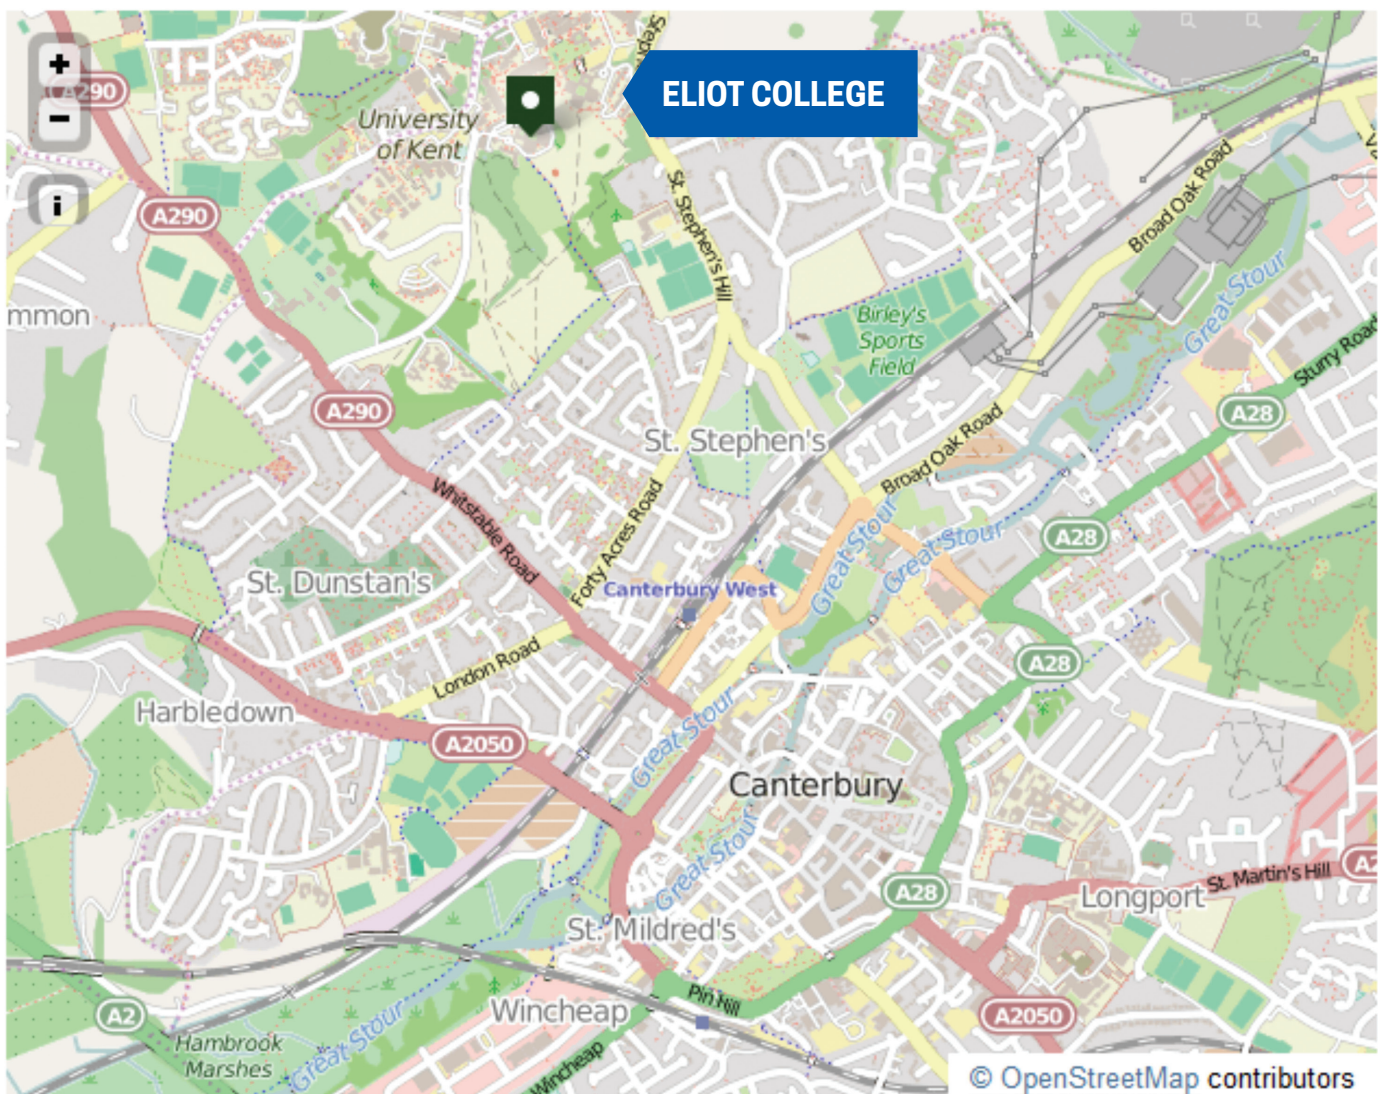 ELIOT COLLEGE
+
A290
−
University
of Kent
i
A290
St. Stephen's Hill
Broad Oak Road
mmon
Birley's
Sports
Field
Great Stour
Sturry Road
A290
A28
St. Stephen's
Broad Oak Road
Whitstable Road
Forty Acres Road
Great Stour
Great Stour
A28
St. Dunstan's
Canterbury West
London Road
A28
Harbledown
A2050
Great Stour
Canterbury
Great Stour
A28
St. Martin's Hill
Longport
St. Mildred's
Pin Hill
Wincheap
A2
A2050
Hambrook
Marshes
Great Stour
Wincheap
© OpenStreetMap contributors